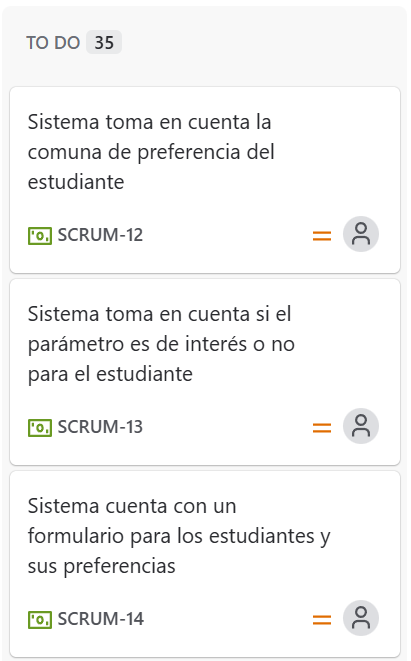 TO DO 35
Sistema toma en cuenta la
comuna de preferencia del
estudiante
SCRUM-12
Sistema toma en cuenta si el
parámetro es de interés o no
para el estudiante
SCRUM-13
Sistema cuenta con un
formulario para los estudiantes y
sus preferencias
SCRUM-14